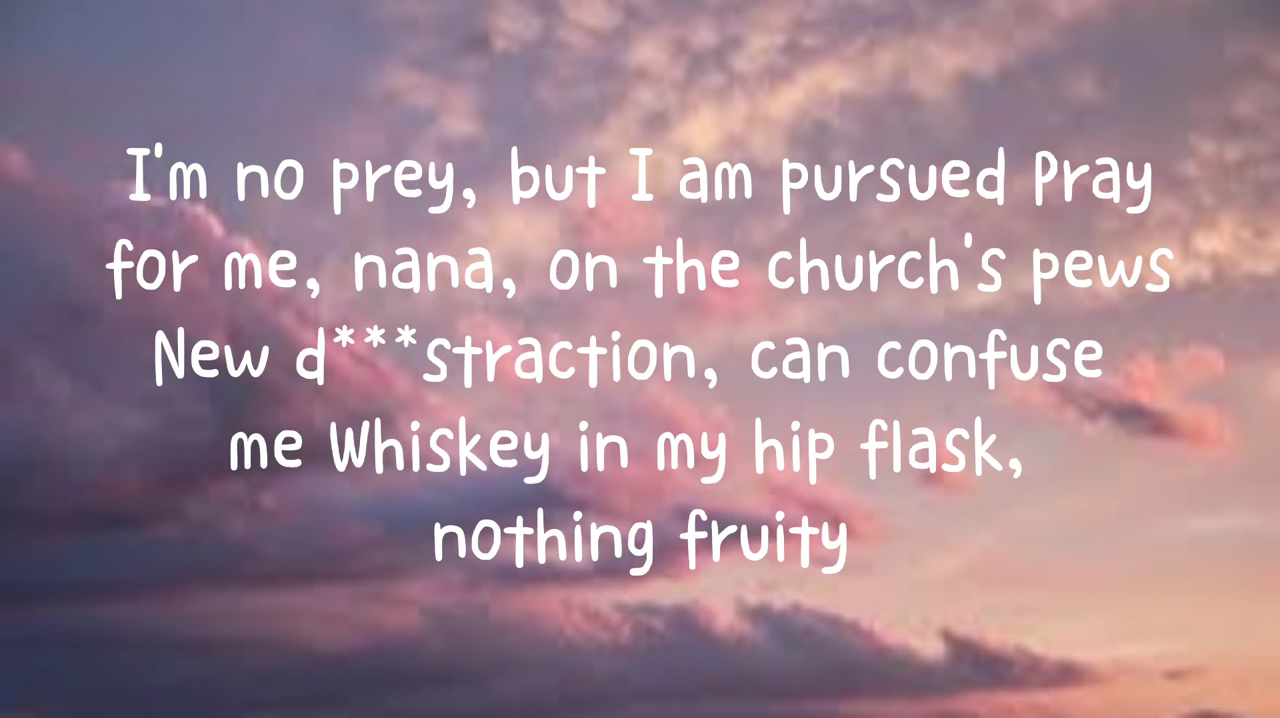 I'm no prey, but I am pursued Pray
for me, nana, on the church's pews
New d***straction, can confuse
me Whiskey in my hip flask,
nothing fruity